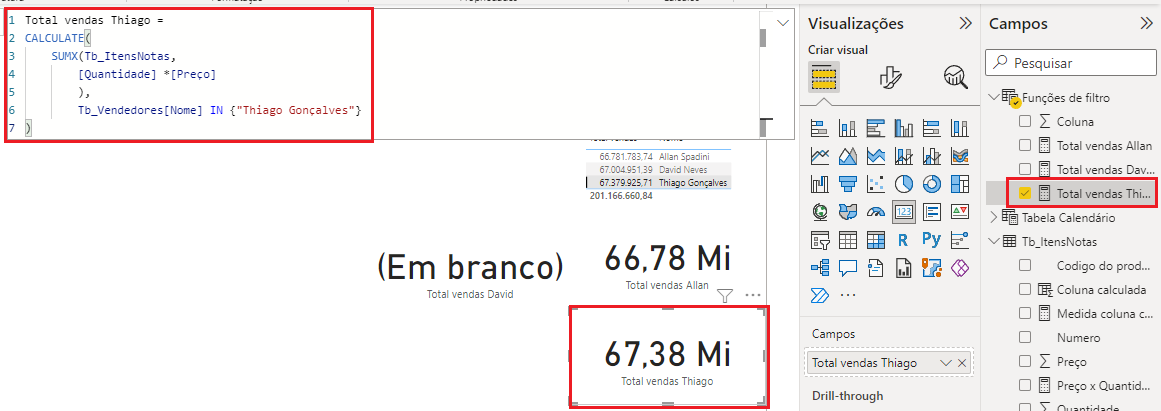 1 Total vendas Thiago =
2 CALCULATE(
3 SUMX(Tb_ItensNotas,
4 [Quantidade] *[Preço]
5 ),
6 Tb_Vendedores[Nome] IN {"Thiago Gonçalves"}
7 )
66.781.783,74 Allan Spadini
67.004.951,39 David Neves
67.379.925,71 Thiago Gonçalves
201.166.660,84
(Em branco)
Total vendas David
66,78 Mi
Total vendas Allan
67,38 Mi
Total vendas Thiago
Visualizações
Criar visual
123
R Py
Campos
Total vendas Thiago
Drill-through
Campos
Pesquisar
Funções de filtro
Coluna
Total vendas Allan
Total vendas Dav...
Total vendas Thi...
Tabela Calendário
Tb_ItensNotas
Codigo do prod...
Coluna calculada
Medida coluna c...
Numero
Preço
Preço x Quantid...
Quantidade